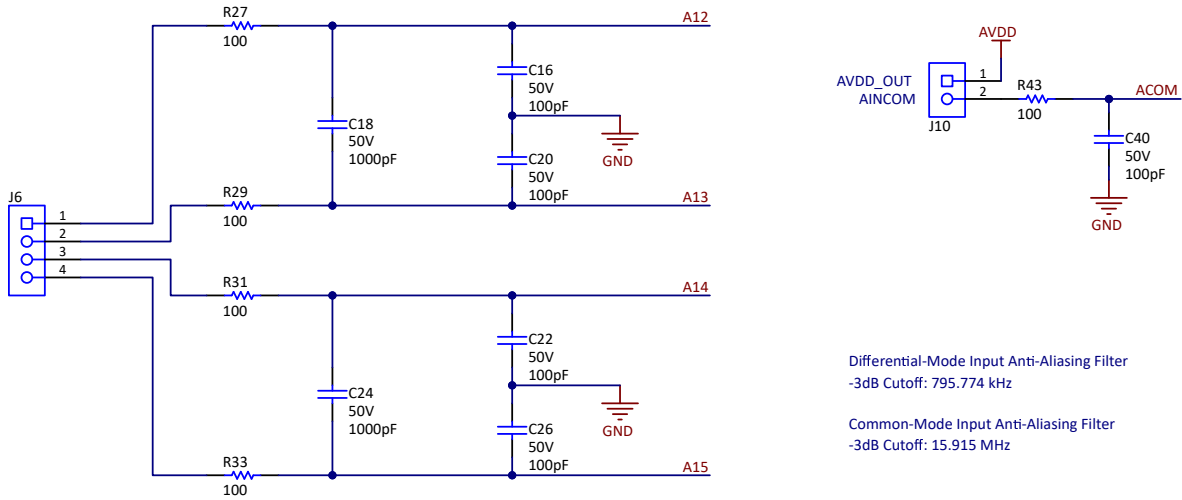 R27
100
A12
C16
50V
100pF
C18
50V
1000pF
GND
C20
50V
100pF
R29
100
A13
J6
1
2
3
4
R31
100
A14
C22
50V
100pF
C24
50V
1000pF
GND
C26
50V
100pF
R33
100
A15
AVDD
AVDD_OUT
AINCOM
1
2
J10
R43
100
ACOM
C40
50V
100pF
GND
Differential-Mode Input Anti-Aliasing Filter
-3dB Cutoff: 795.774 kHz
Common-Mode Input Anti-Aliasing Filter
-3dB Cutoff: 15.915 MHz